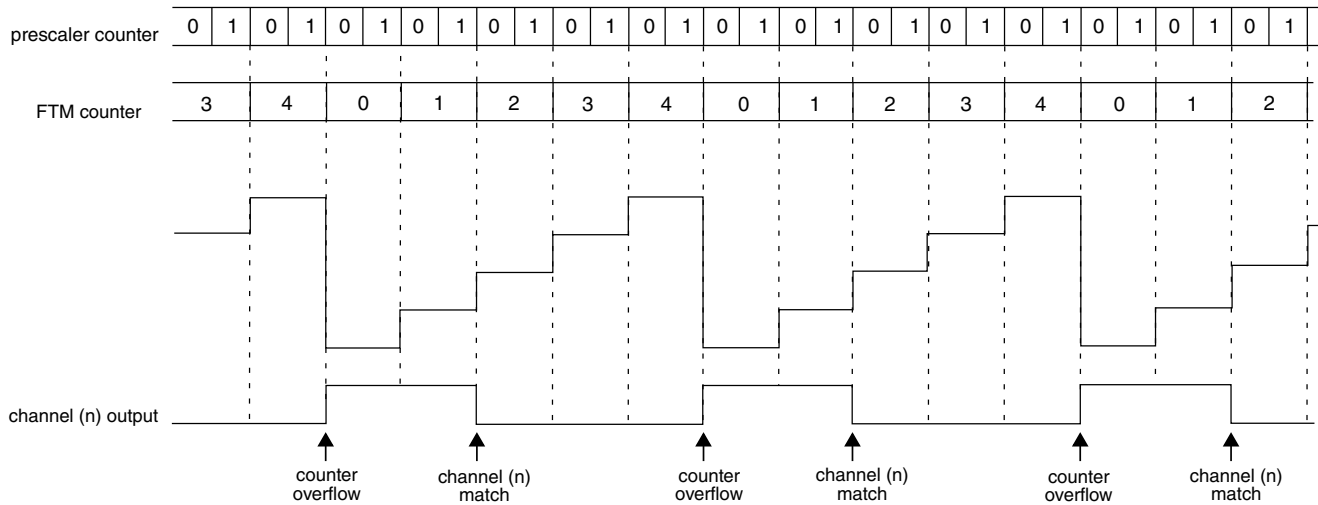 prescaler counter 0 1 0 1 0 1 0 1 0 1 0 1 0 1 0 1 0 1 0 1 0 1 0 1 0 1 0 1 0 1
FTM counter 3 4 0 1 2 3 4 0 1 2 3 4 0 1 2
channel (n) output
counter overflow
channel (n) match
counter overflow
channel (n) match
counter overflow
channel (n) match